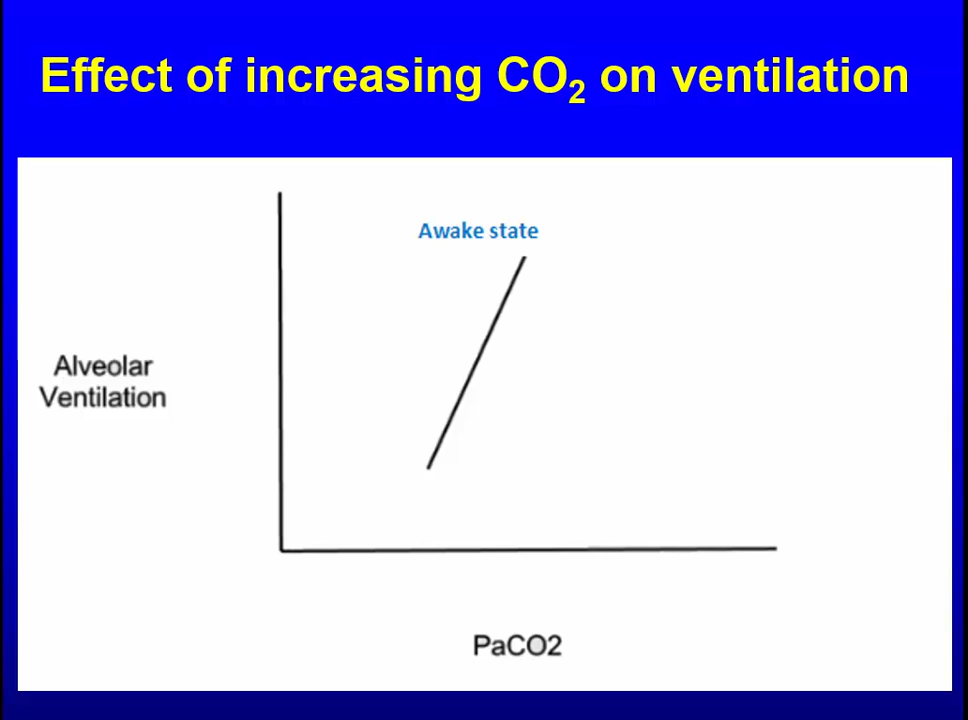 Effect of increasing CO₂ on ventilation
Awake state
Alveolar
Ventilation
PaCO2